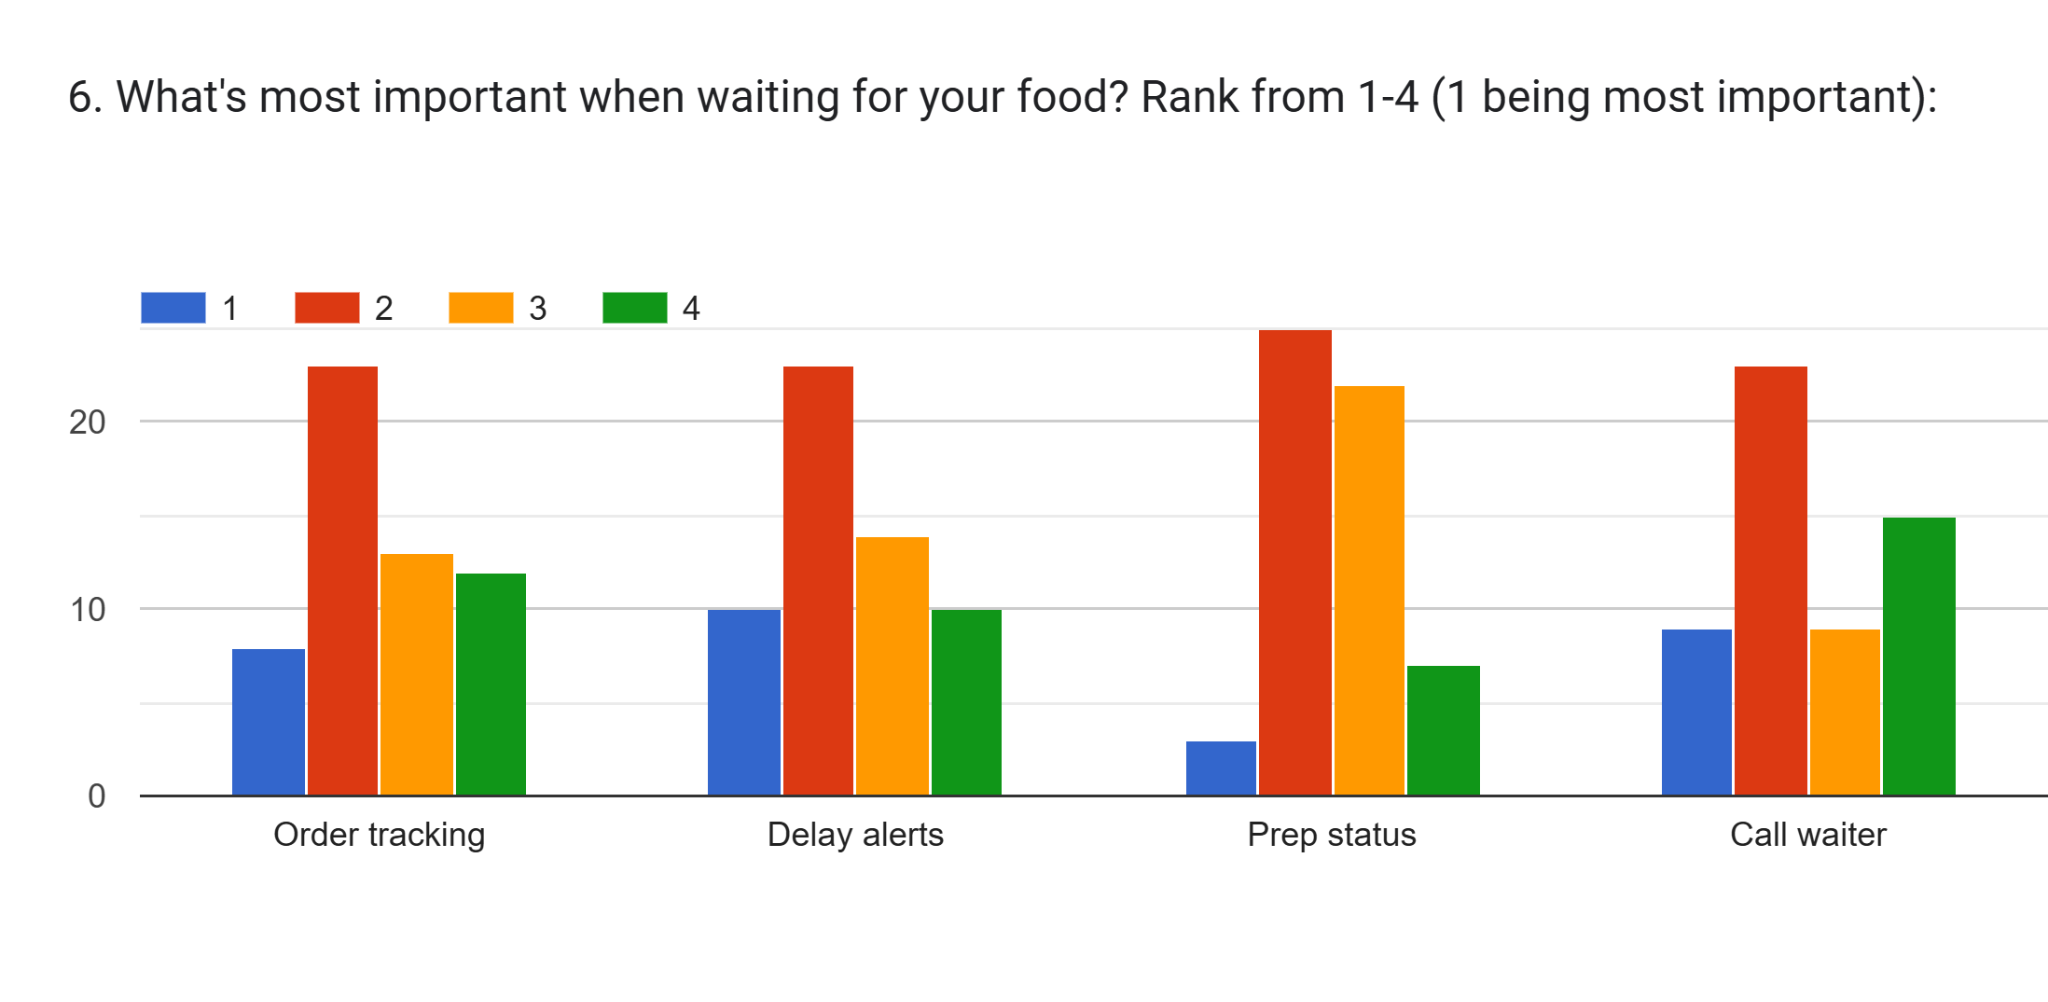 6. What's most important when waiting for your food? Rank from 1-4 (1 being most important):
1 2 3 4
20
10
0
Order tracking Delay alerts Prep status Call waiter